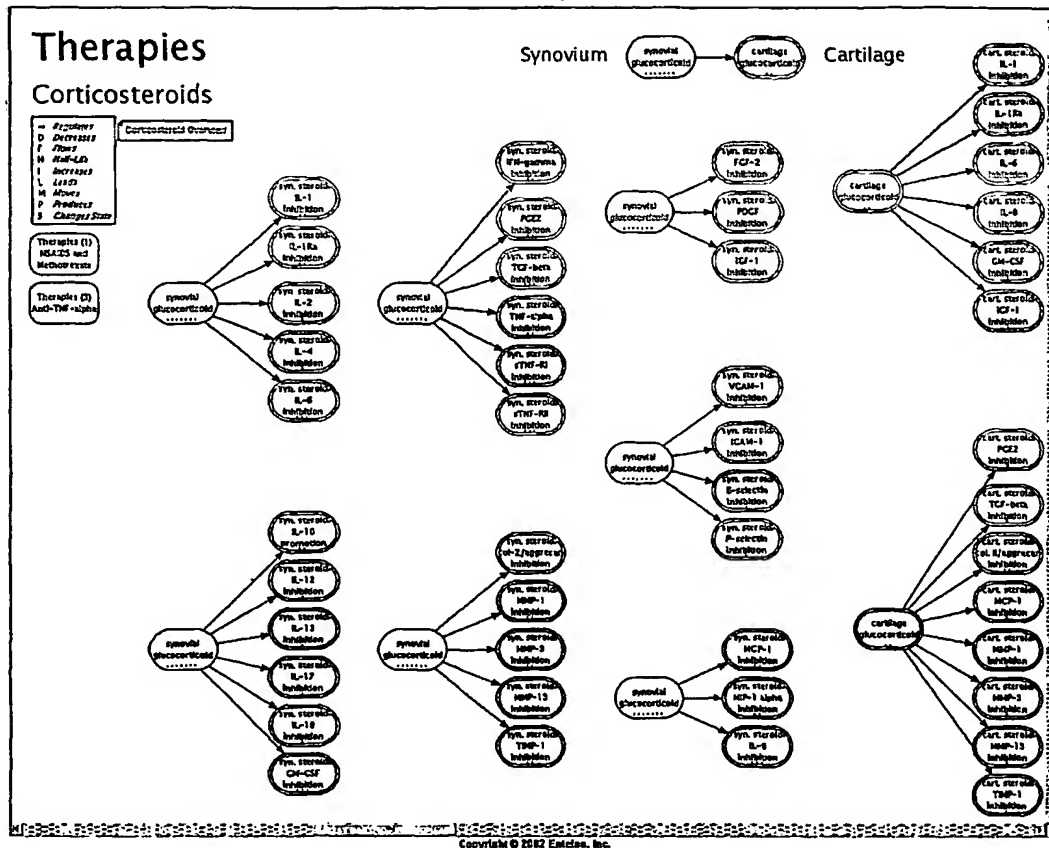 Therapies
Corticosteroids
Synovium
synovial
glucocorticoid
cartilage
glucocorticoid
Cartilage
Regulates
D Decreases
F Flows
H Half-Life
I Increases
L Leads
M Moves
P Produces
S Changes State
Corticosteroid Overview
Therapies (1)
NSAIDS and
Methotrexate
Therapies (3)
Anti-TNF-alpha
synovial
glucocorticoid
Syn. steroid
IL-1
Inhibition
Syn. steroid
IL-1Ra
Inhibition
Syn. steroid
IL-2
Inhibition
Syn. steroid
IL-4
Inhibition
Syn. steroid
IL-6
Inhibition
synovial
glucocorticoid
Syn. steroid
IFN-gamma
Inhibition
Syn. steroid
PGE2
Inhibition
Syn. steroid
TGF-beta
Inhibition
Syn. steroid
TNF-alpha
Inhibition
Syn. steroid
sTNF-RI
Inhibition
Syn. steroid
sTNF-RII
Inhibition
synovial
glucocorticoid
Syn. steroid
FGF-2
Inhibition
Syn. steroid
PDGF
Inhibition
Syn. steroid
IGF-1
Inhibition
cartilage
glucocorticoid
Cart. steroid
IL-1
Inhibition
Cart. steroid
IL-1Ra
Inhibition
Cart. steroid
IL-6
Inhibition
Cart. steroid
IL-8
Inhibition
Cart. steroid
GM-CSF
Inhibition
Cart. steroid
IGF-1
Inhibition
synovial
glucocorticoid
Syn. steroid
VCAM-1
Inhibition
Syn. steroid
ICAM-1
Inhibition
Syn. steroid
E-selectin
Inhibition
Syn. steroid
P-selectin
Inhibition
synovial
glucocorticoid
Syn. steroid
IL-10
promotion
Syn. steroid
IL-12
Inhibition
Syn. steroid
IL-13
Inhibition
Syn. steroid
IL-17
Inhibition
Syn. steroid
IL-18
Inhibition
Syn. steroid
GM-CSF
Inhibition
synovial
glucocorticoid
Syn. steroid
col-2/aggrecan
Inhibition
Syn. steroid
MMP-1
Inhibition
Syn. steroid
MMP-3
Inhibition
Syn. steroid
MMP-13
Inhibition
Syn. steroid
TIMP-1
Inhibition
synovial
glucocorticoid
Syn. steroid
MCP-1
Inhibition
Syn. steroid
MIP-1 alpha
Inhibition
Syn. steroid
IL-8
Inhibition
cartilage
glucocorticoid
Cart. steroid
PGE2
Inhibition
Cart. steroid
TGF-beta
Inhibition
Cart. steroid
col. II/aggrecan
Inhibition
Cart. steroid
MCP-1
Inhibition
Cart. steroid
MMP-1
Inhibition
Cart. steroid
MMP-3
Inhibition
Cart. steroid
MMP-13
Inhibition
Cart. steroid
TIMP-1
Inhibition
Copyright © 2002 Entelos, Inc.